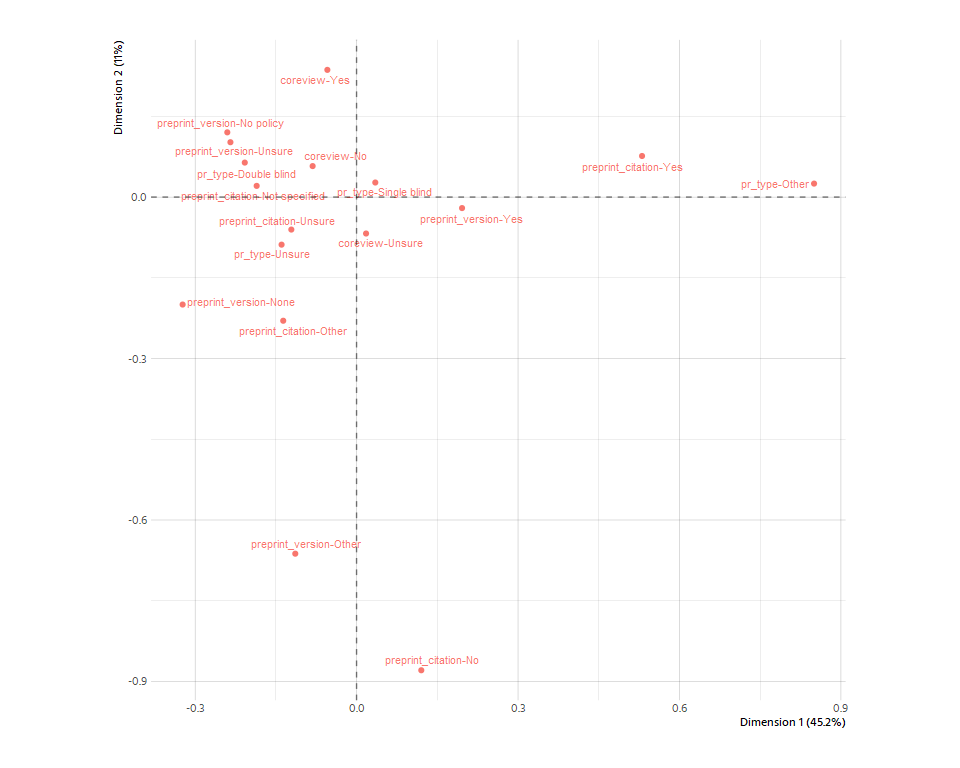 Dimension 2 (11%)
coreview-Yes
preprint_version-No policy
preprint_version-Unsure
coreview-No
pr_type-Double blind
preprint_citation-Yes
pr_type-Other
preprint_citation-Not specified
pr_type-Single blind
0.0
preprint_version-Yes
preprint_citation-Unsure
coreview-Unsure
pr_type-Unsure
preprint_version-None
preprint_citation-Other
-0.3
-0.6
preprint_version-Other
preprint_citation-No
-0.9
-0.3
0.0
0.3
0.6
0.9
Dimension 1 (45.2%)